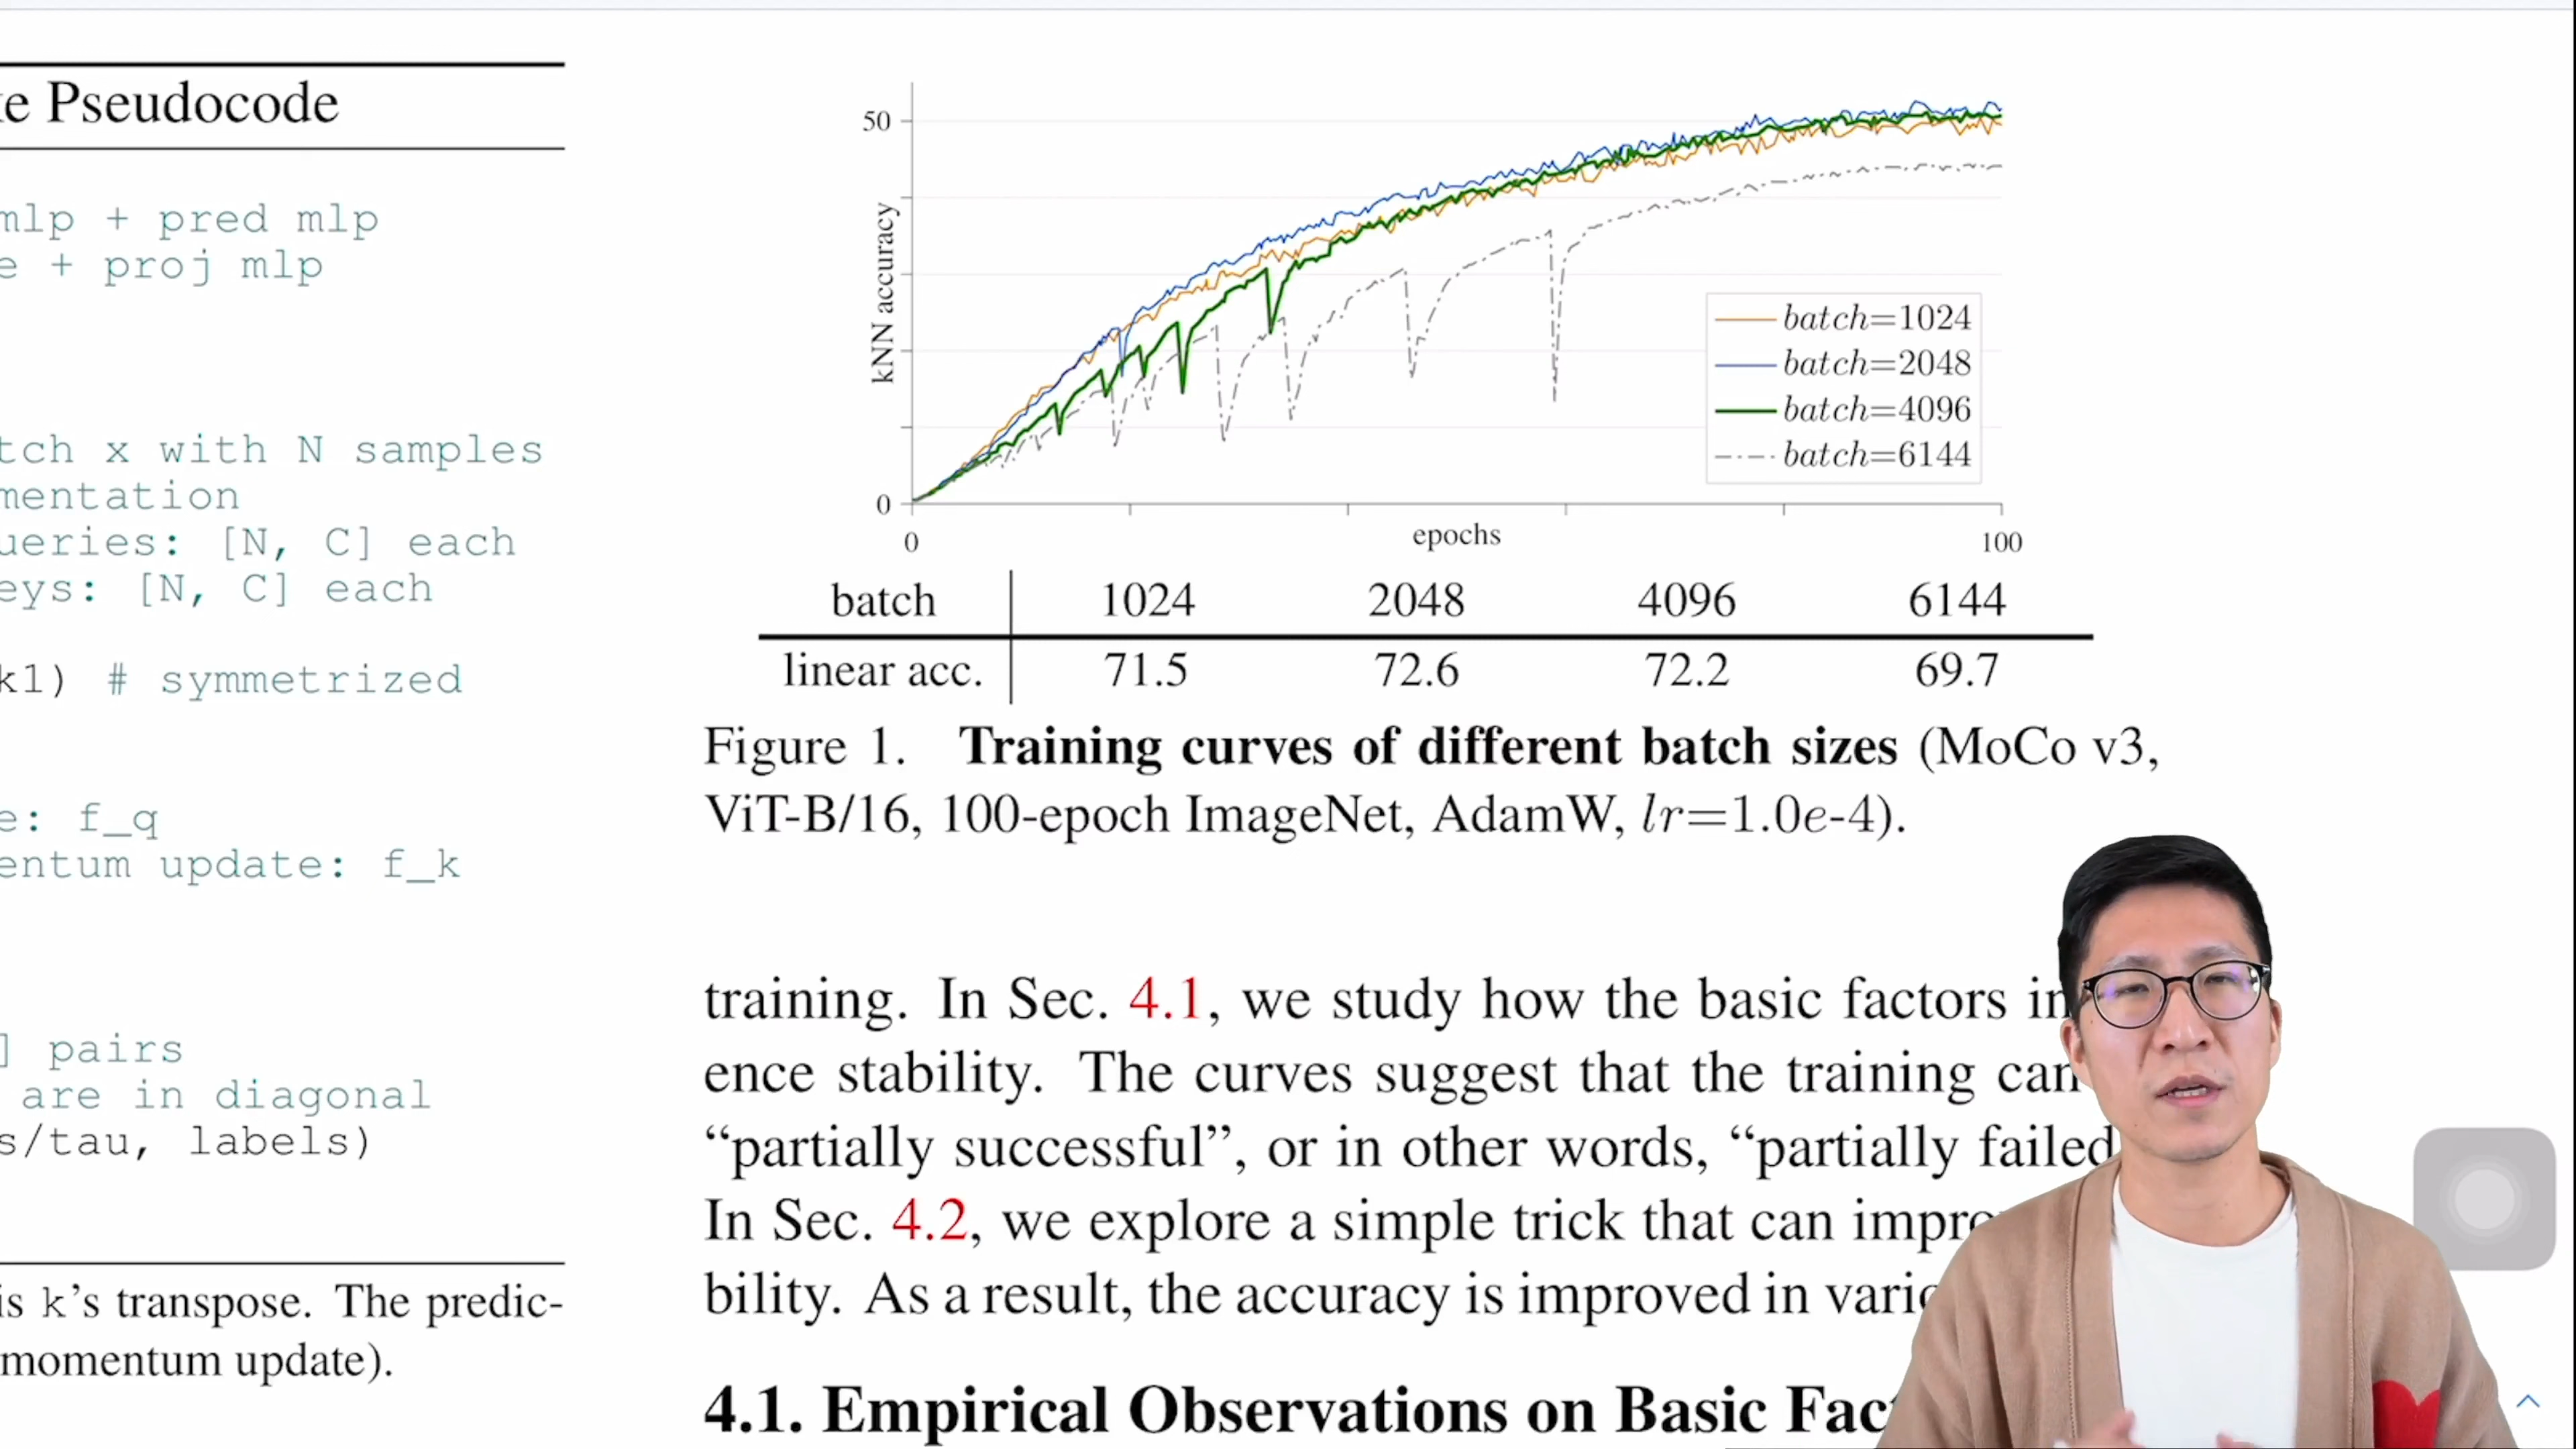 Pseudocode
mlp + pred mlp
+ proj mlp
x with N samples
[N, C] each
[N, C] each
k1) # symmetrized
f_q
update: f_k
] pairs
are in diagonal
s/tau, labels)
is k's transpose. The predic-
momentum update).
50
kNN accuracy
batch=1024
batch=2048
batch=4096
batch=6144
0
0
epochs
100
batch 1024 2048 4096 6144
linear acc. 71.5 72.6 72.2 69.7
Figure 1. Training curves of different batch sizes (MoCo v3,
ViT-B/16, 100-epoch ImageNet, AdamW, lr=1.0e-4).
training. In Sec. 4.1, we study how the basic factors in
ence stability. The curves suggest that the training can
“partially successful”, or in other words, “partially failed
In Sec. 4.2, we explore a simple trick that can impro
bility. As a result, the accuracy is improved in vario
4.1. Empirical Observations on Basic Fac